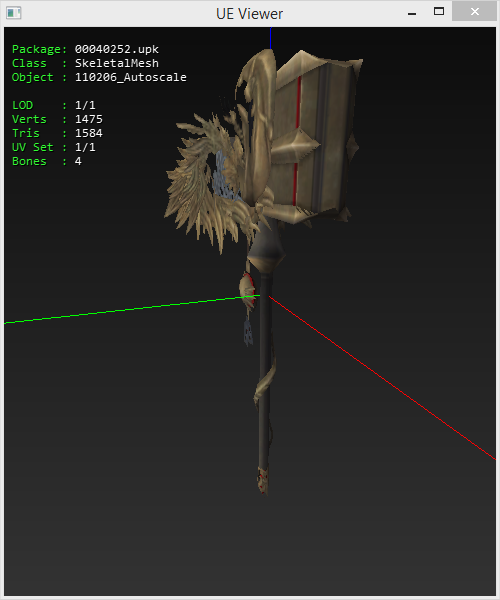 UE Viewer
Package: 00040252.upk
Class : SkeletalMesh
Object : 110206_Autoscale
LOD : 1/1
Verts : 1475
Tris : 1584
UV Set : 1/1
Bones : 4